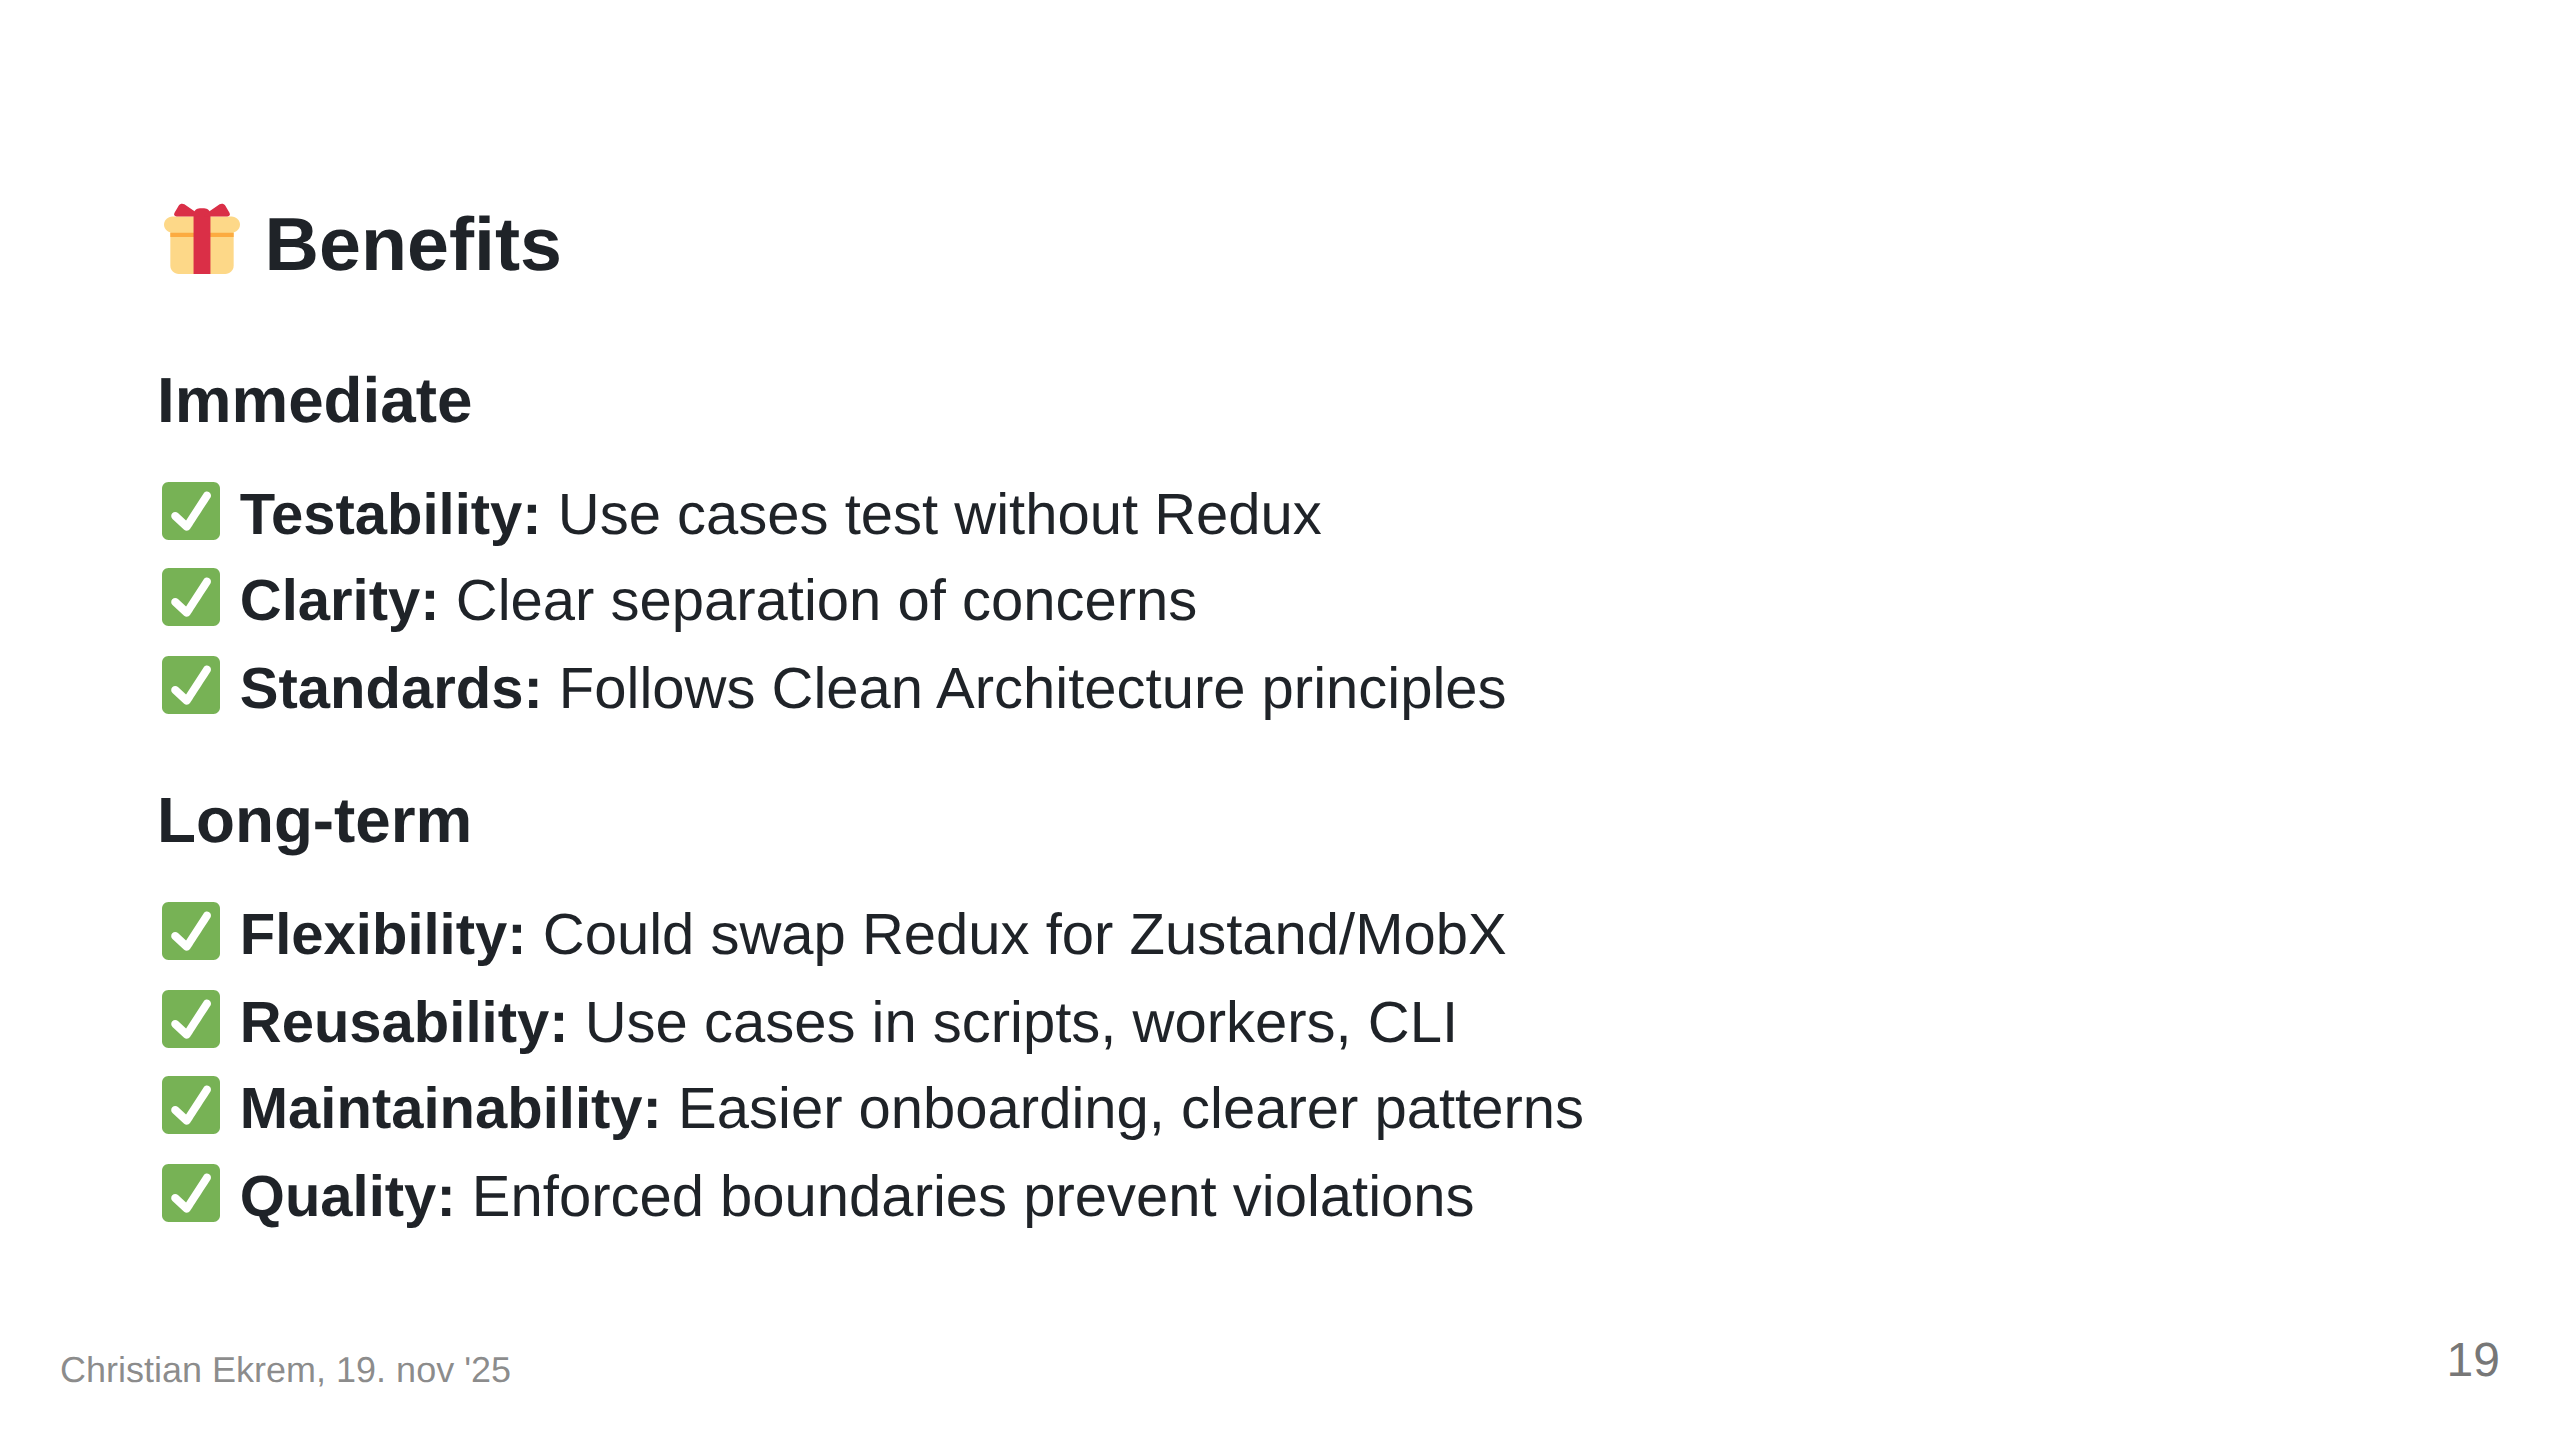 🎁 Benefits
Immediate
✅ Testability: Use cases test without Redux
✅ Clarity: Clear separation of concerns
✅ Standards: Follows Clean Architecture principles
Long-term
✅ Flexibility: Could swap Redux for Zustand/MobX
✅ Reusability: Use cases in scripts, workers, CLI
✅ Maintainability: Easier onboarding, clearer patterns
✅ Quality: Enforced boundaries prevent violations
Christian Ekrem, 19. nov '25
19